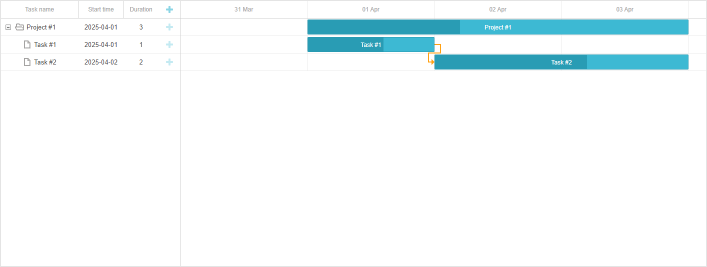 Task name Start time Duration 31 Mar 01 Apr 02 Apr 03 Apr
Project #1 2025-04-01 3 Project #1
Task #1 2025-04-01 1 Task #1
Task #2 2025-04-02 2 Task #2